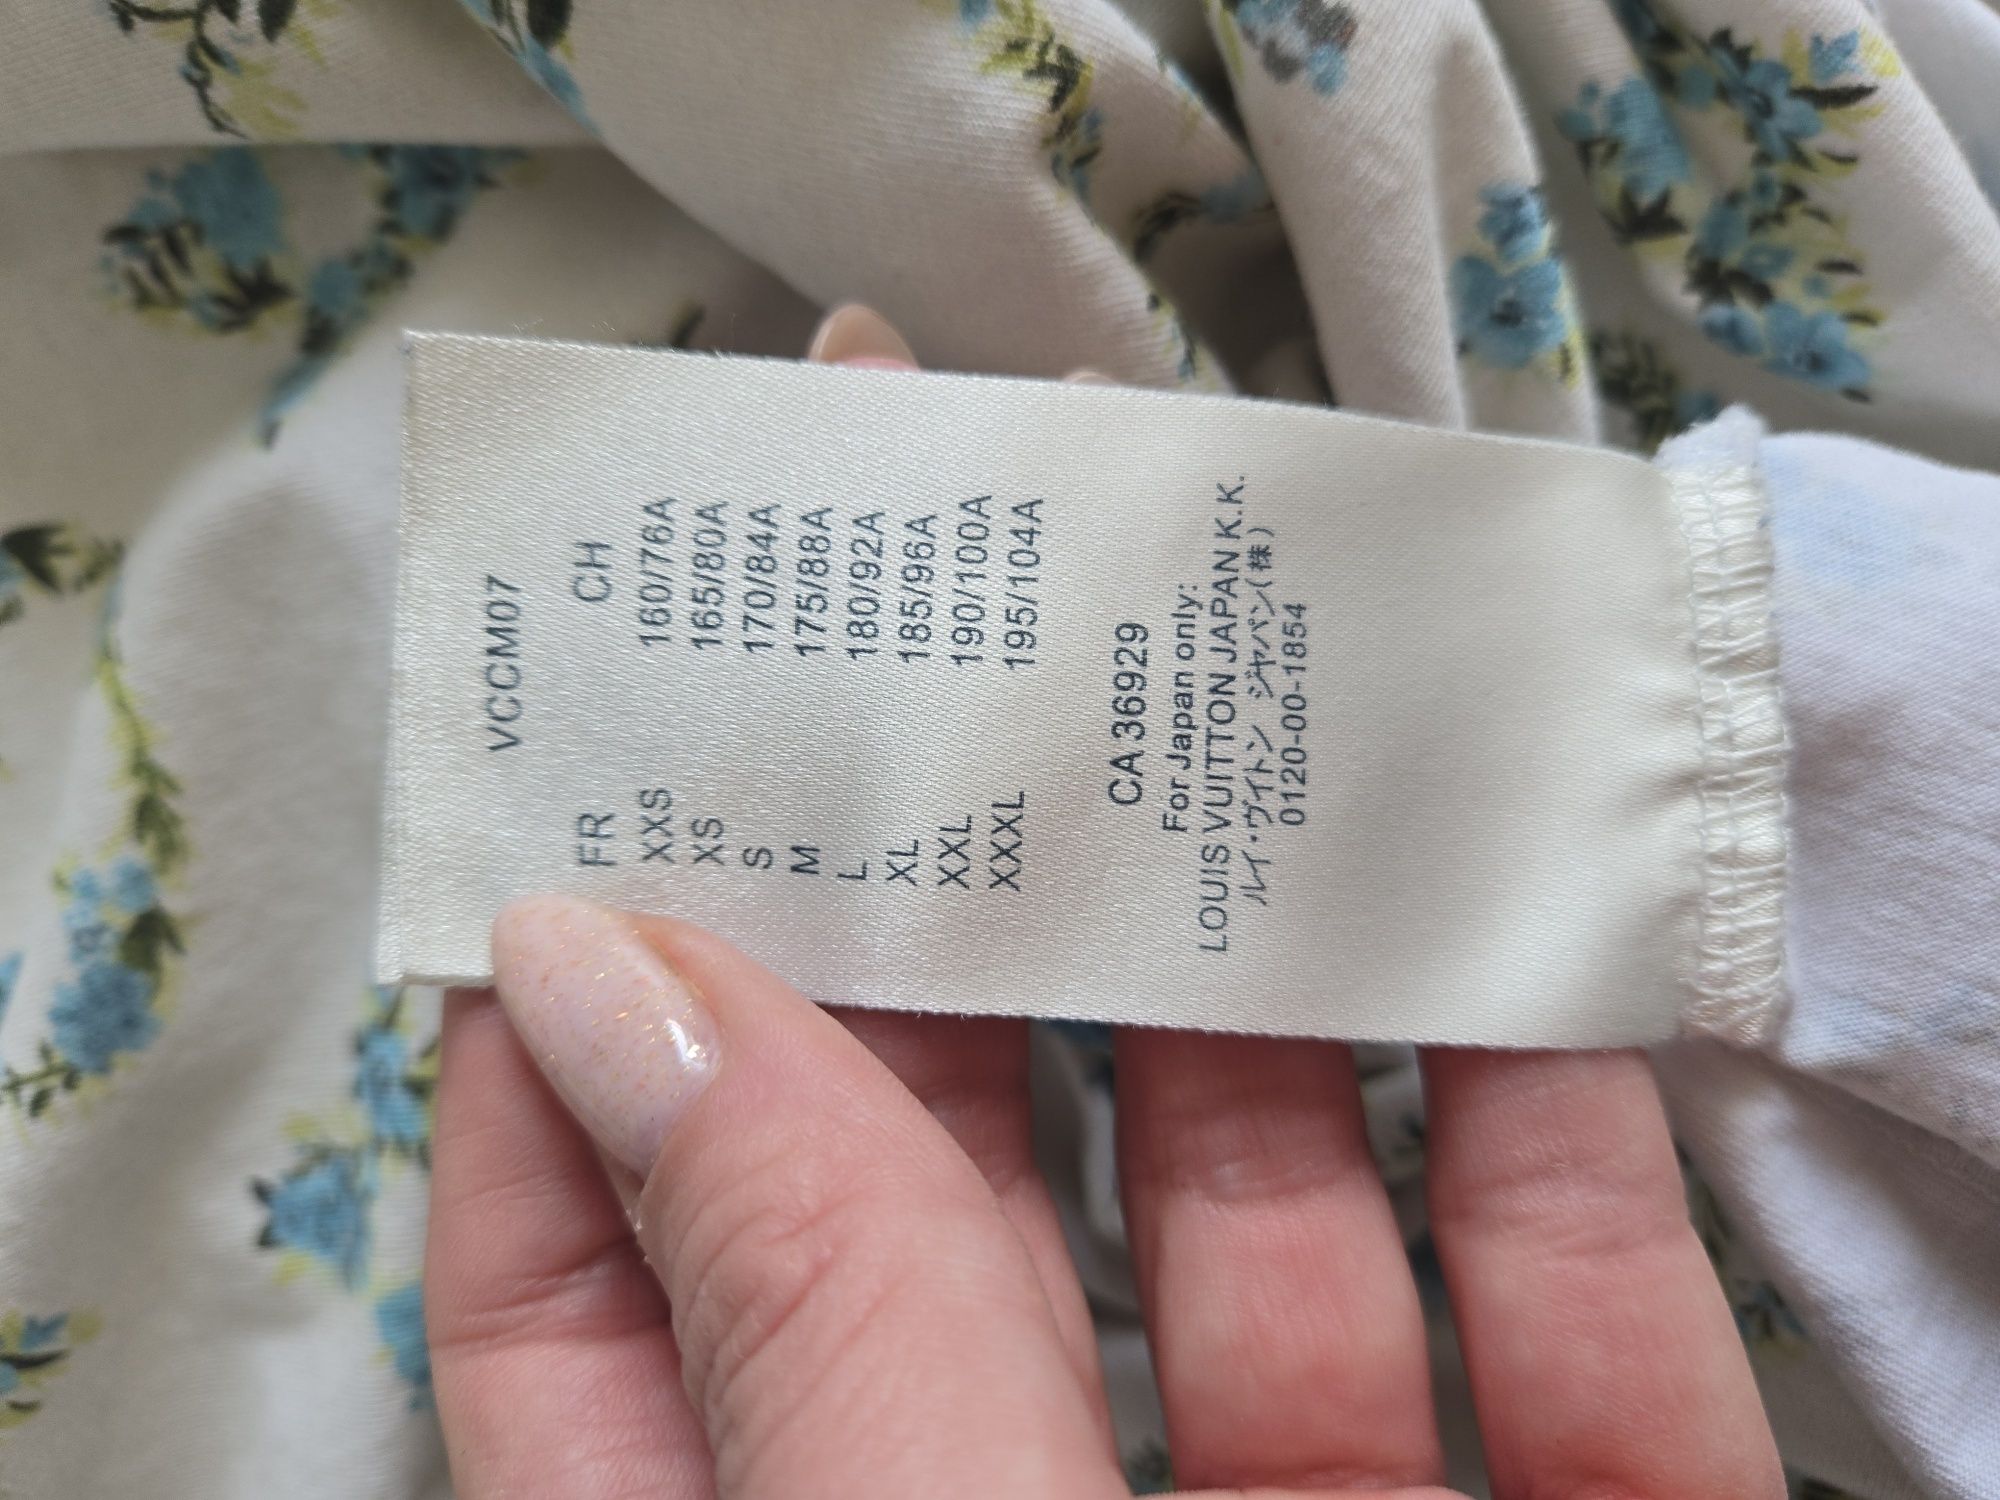 VCCM07
FR CH
XXS 160/76A
XS 165/80A
S 170/84A
M 175/88A
L 180/92A
XL 185/96A
XXL 190/100A
XXXL 195/104A
CA 36929
For Japan only:
LOUIS VUITTON JAPAN K.K.
ルイ・ヴィトン ジャパン(株)
0120-00-1854